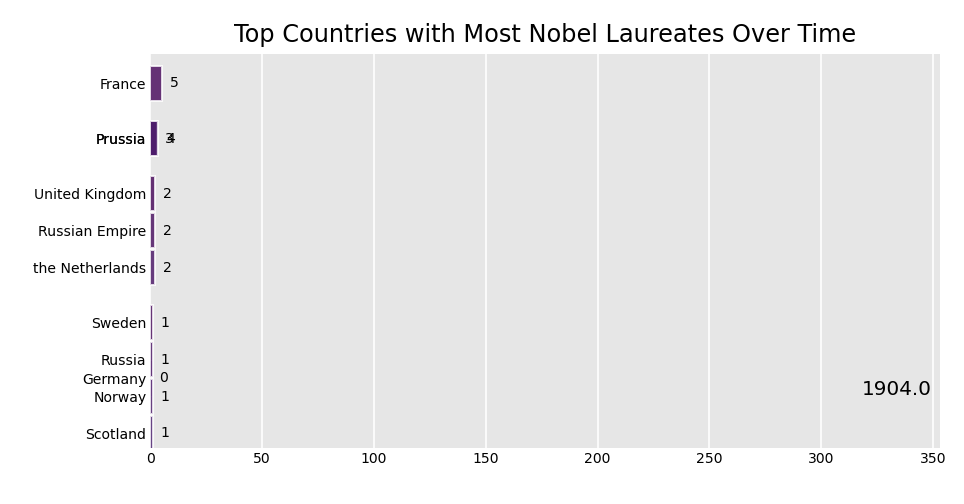 Top Countries with Most Nobel Laureates Over Time
France 5
Prussia
United Kingdom 2
Russian Empire 2
the Netherlands 2
Sweden 1
Russia 1
Germany 0
1904.0
Norway 1
Scotland 1
0 50 100 150 200 250 300 350